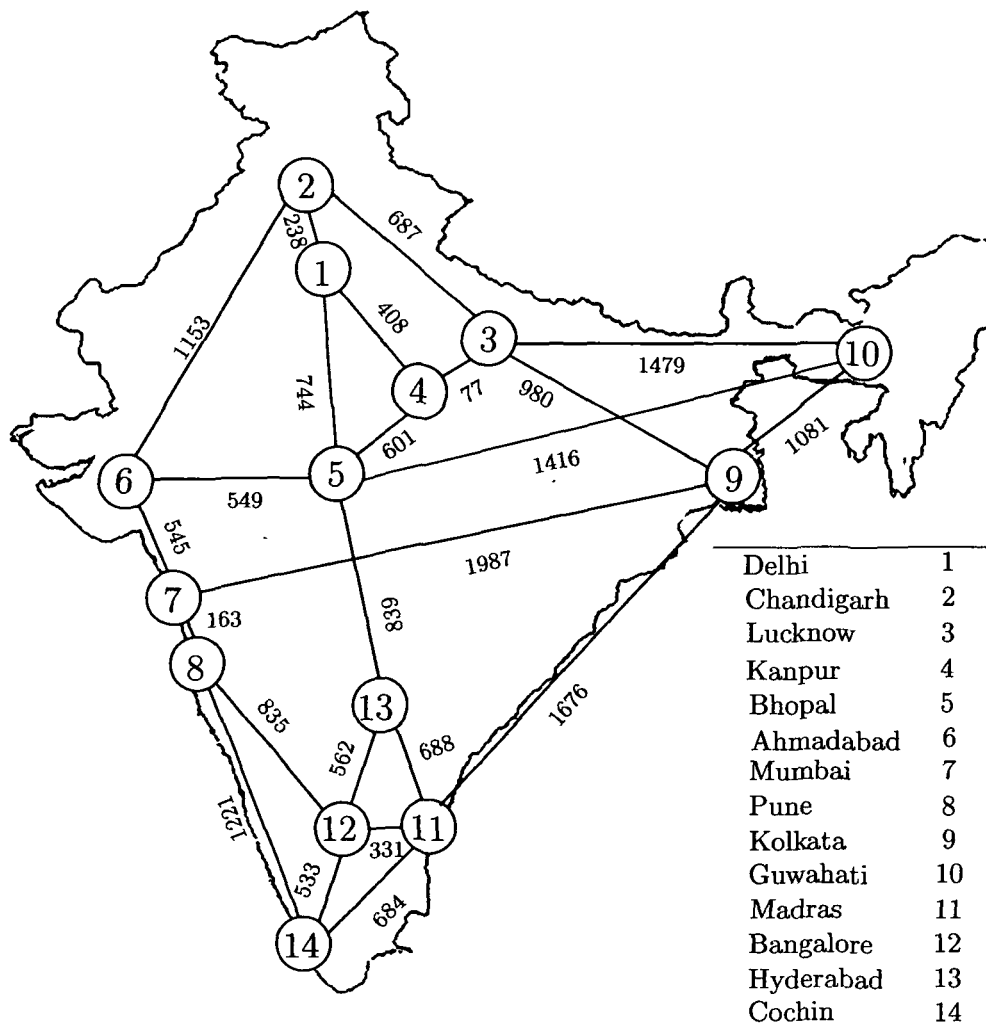 2
238
687
1
1153
408
3
10
1479
4
77
980
744
601
1081
1416
5
9
6
549
545
1987
7
163
839
8
13
835
1676
562
688
1221
12
331
11
533
684
14
Delhi 1
Chandigarh 2
Lucknow 3
Kanpur 4
Bhopal 5
Ahmadabad 6
Mumbai 7
Pune 8
Kolkata 9
Guwahati 10
Madras 11
Bangalore 12
Hyderabad 13
Cochin 14